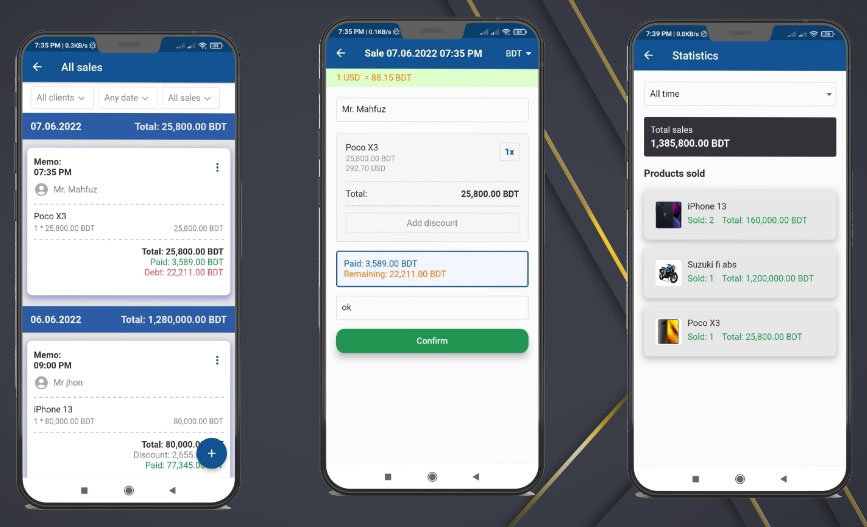 7:35 PM | 0.3KB/s
All sales
All clients
Any date
All sales
07.06.2022 Total: 25,800.00 BDT
Memo:
07:35 PM
Mr. Mahfuz
Poco X3
1 * 25,800.00 BDT 25,800.00 BDT
Total: 25,800.00 BDT
Paid: 3,589.00 BDT
Debt: 22,211.00 BDT
06.06.2022 Total: 1,280,000.00 BDT
Memo:
09:00 PM
Mr jhon
iPhone 13
1 * 80,000.00 BDT 80,000.00 BDT
Total: 80,000.
Discount: 2,655.
Paid: 77,345.
+
7:35 PM | 0.1KB/s
Sale 07.06.2022 07:35 PM BDT
1 USD = 88.15 BDT
Mr. Mahfuz
Poco X3 1x
25,800.00 BDT
292.70 USD
Total: 25,800.00 BDT
Add discount
Paid: 3,589.00 BDT
Remaining: 22,211.00 BDT
ok
Confirm
7:39 PM | 0.0KB/s
Statistics
All time
Total sales
1,385,800.00 BDT
Products sold
iPhone 13
Sold: 2 Total: 160,000.00 BDT
Suzuki fi abs
Sold: 1 Total: 1,200,000.00 BDT
Poco X3
Sold: 1 Total: 25,800.00 BDT